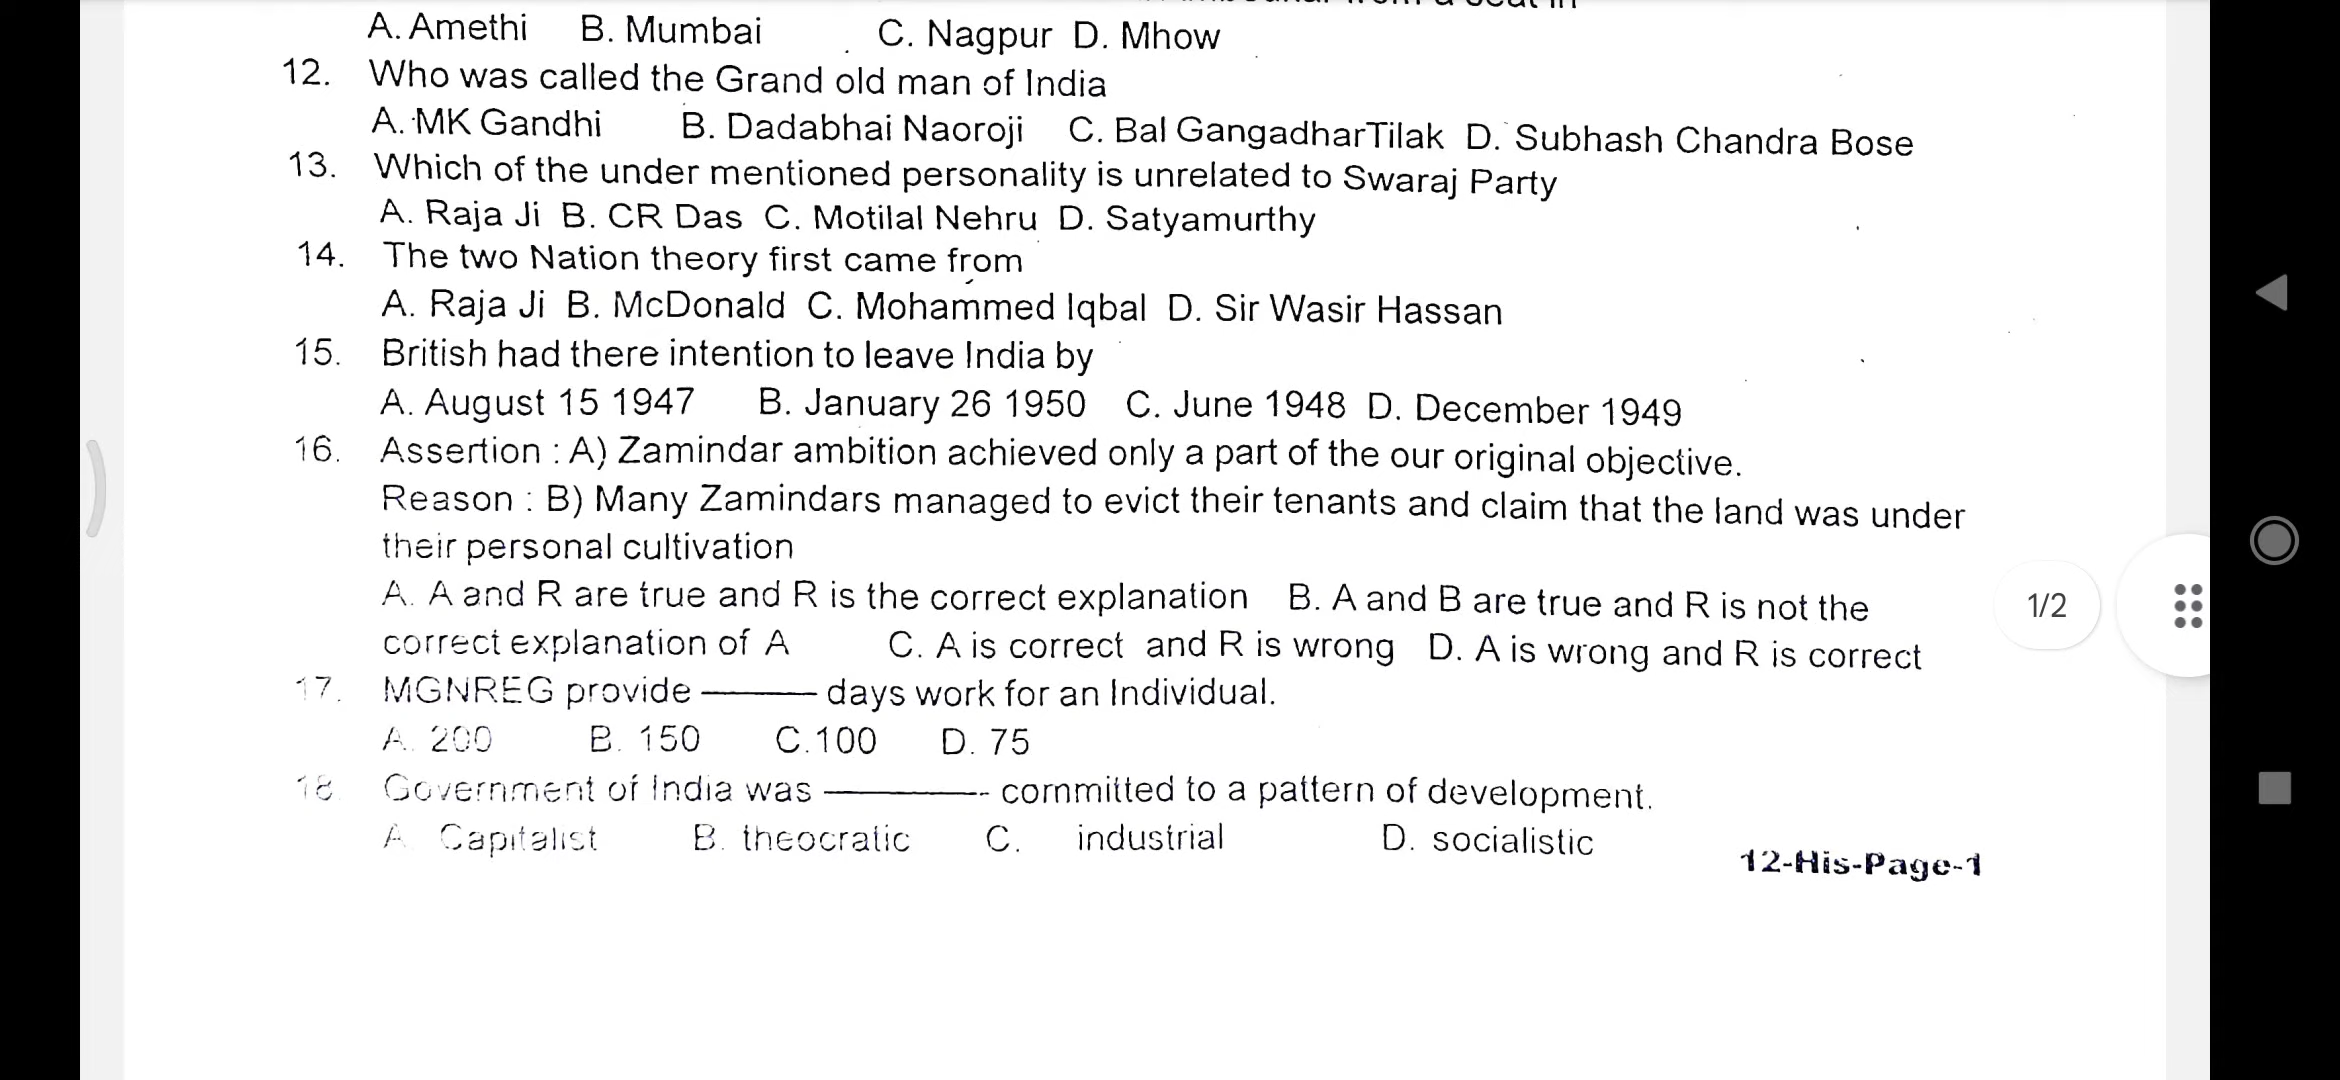 A. Amethi B. Mumbai C. Nagpur D. Mhow
12. Who was called the Grand old man of India
A. MK Gandhi B. Dadabhai Naoroji C. Bal GangadharTilak D. Subhash Chandra Bose
13. Which of the under mentioned personality is unrelated to Swaraj Party
A. Raja Ji B. CR Das C. Motilal Nehru D. Satyamurthy
14. The two Nation theory first came from
A. Raja Ji B. McDonald C. Mohammed Iqbal D. Sir Wasir Hassan
15. British had there intention to leave India by
A. August 15 1947 B. January 26 1950 C. June 1948 D. December 1949
16. Assertion : A) Zamindar ambition achieved only a part of the our original objective.
Reason : B) Many Zamindars managed to evict their tenants and claim that the land was under
their personal cultivation
A. A and R are true and R is the correct explanation B. A and B are true and R is not the
correct explanation of A C. A is correct and R is wrong D. A is wrong and R is correct
17. MGNREG provide ——— days work for an Individual.
A. 200 B. 150 C.100 D. 75
18. Government of India was ————-- committed to a pattern of development.
A. Capitalist B. theocratic C. industrial D. socialistic
12-His-Page-1
1/2